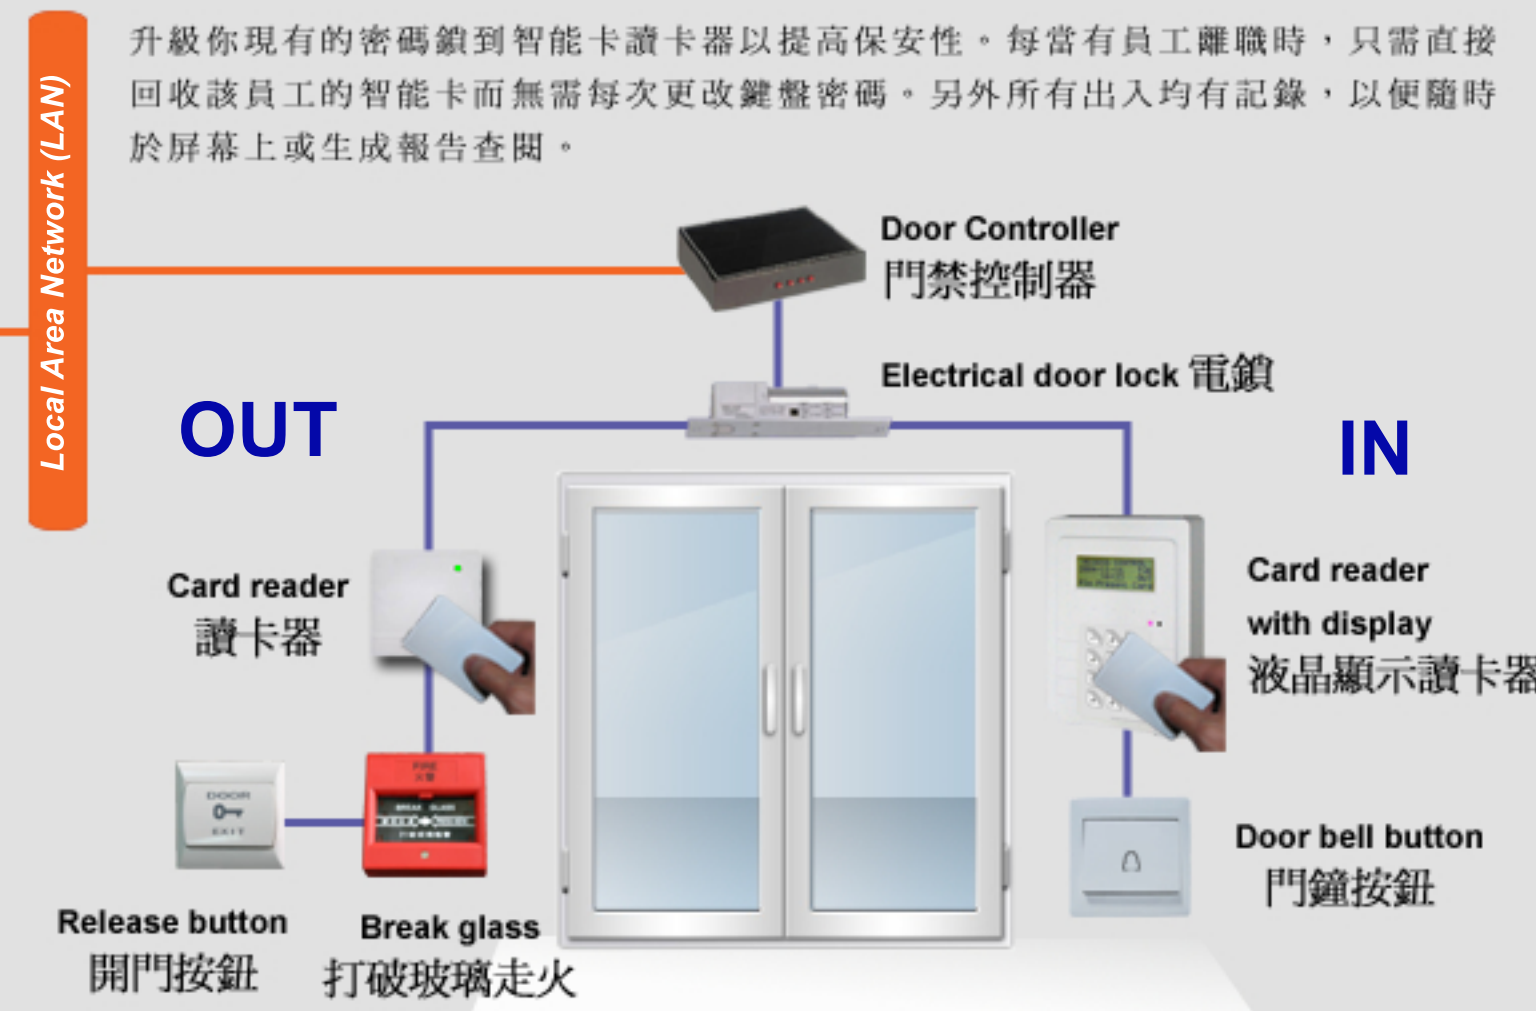 升級你現有的密碼鎖到智能卡讀卡器以提高保安性。每當有員工離職時，只需直接
回收該員工的智能卡而無需每次更改鍵盤密碼。另外所有出入均有記錄，以便隨時
於屏幕上或生成報告查閱。
Local Area Network (LAN)
Door Controller
門禁控制器
Electrical door lock 電鎖
OUT
IN
Card reader
讀卡器
Card reader
with display
液晶顯示讀卡器
FIRE
火警
BREAK GLASS
DOOR
EXIT
Door bell button
門鐘按鈕
Release button
開門按鈕
Break glass
打破玻璃走火